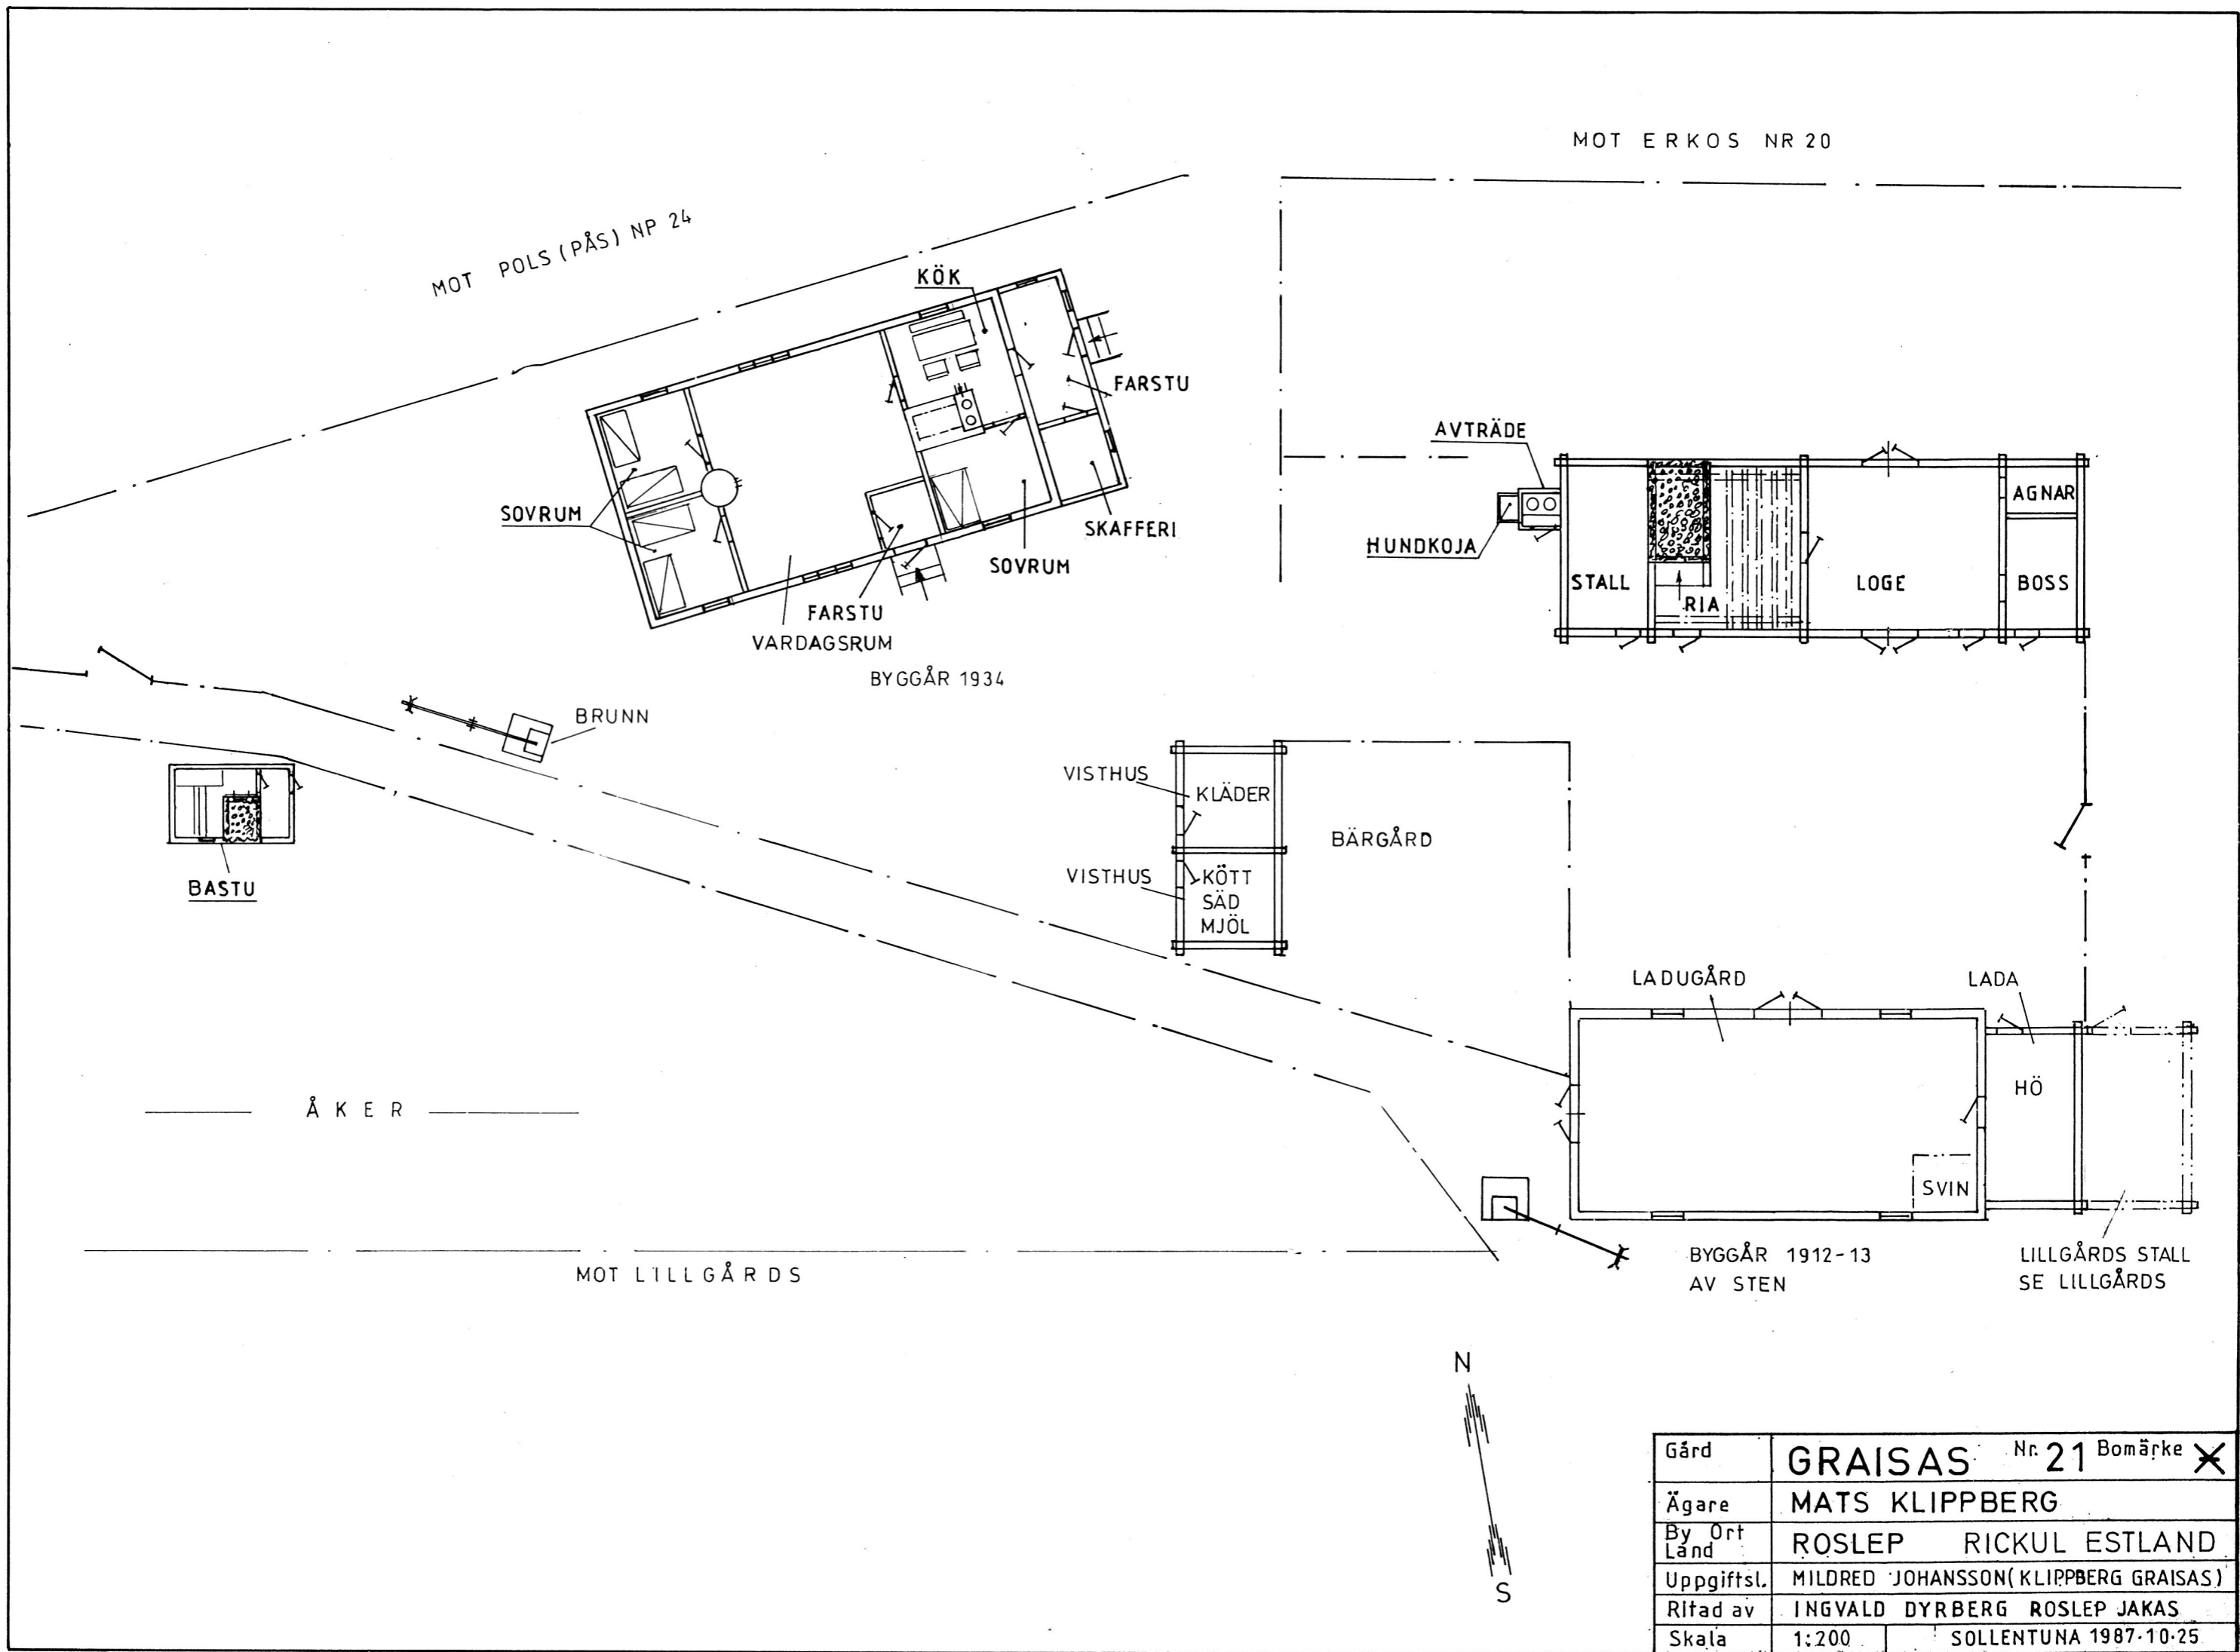 MOT ERKOS NR 20
MOT POLS (PÅS) NP 24
KÖK
FARSTU
SOVRUM
SKAFFERI
SOVRUM
FARSTU
VARDAGSRUM
BYGGÅR 1934
AVTRÄDE
HUNDKOJA
STALL
RIA
LOGE
AGNAR
BOSS
BRUNN
BASTU
VISTHUS
KLÄDER
VISTHUS
KÖTT
SÄD
MJÖL
BÄRGÅRD
LADUGÅRD
LADA
HÖ
SVIN
ÅKER
MOT LILLGÅRDS
BYGGÅR 1912-13
AV STEN
LILLGÅRDS STALL
SE LILLGÅRDS
N
S
Gård GRAISAS Nr. 21 Bomärke
Ägare MATS KLIPPBERG
By Ort Land ROSLEP RICKUL ESTLAND
Uppgiftsl. MILDRED JOHANSSON (KLIPPBERG GRAISAS)
Ritad av INGVALD DYRBERG ROSLEP JAKAS
Skala 1:200 SOLLENTUNA 1987·10·25